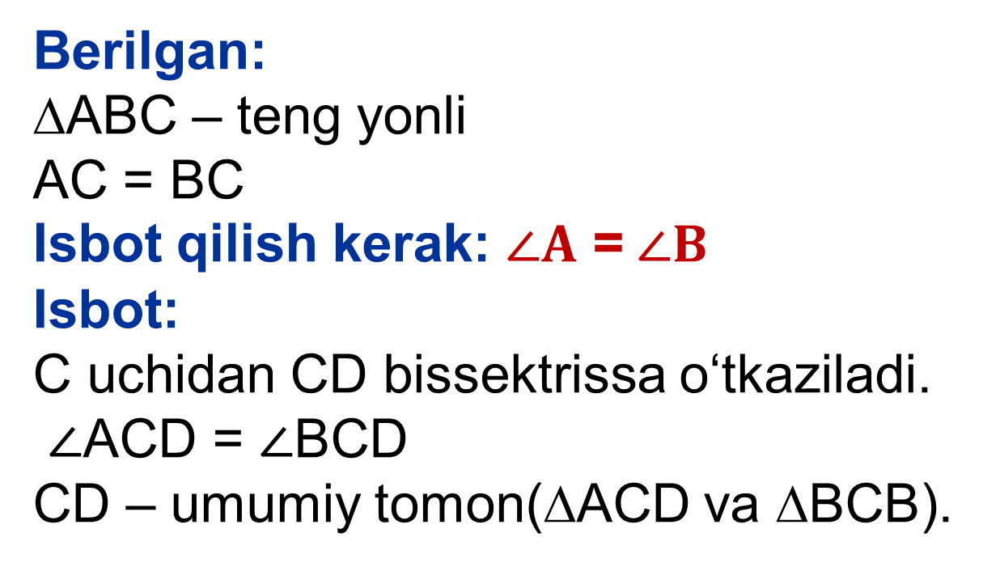 Berilgan:
∆ABC – teng yonli
AC = BC
Isbot qilish kerak: ∠A = ∠B
Isbot:
C uchidan CD bissektrissa o‘tkaziladi.
∠ACD = ∠BCD
CD – umumiy tomon(∆ACD va ∆BCB).